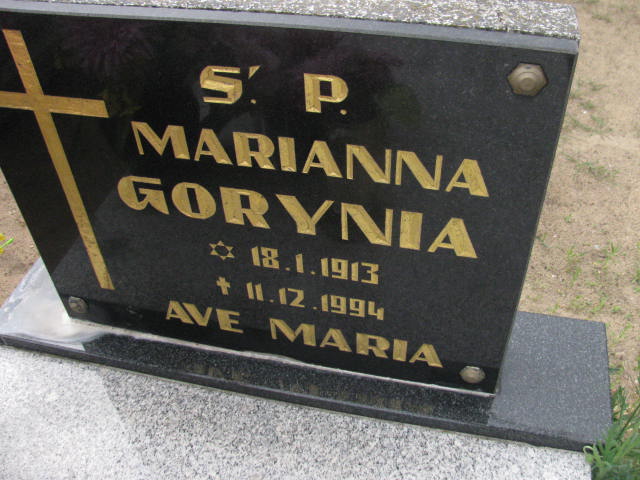 Ś. P.
MARIANNA
GORYNIA
✡ 18.1.1913
✝ 11.12.1994
AVE MARIA